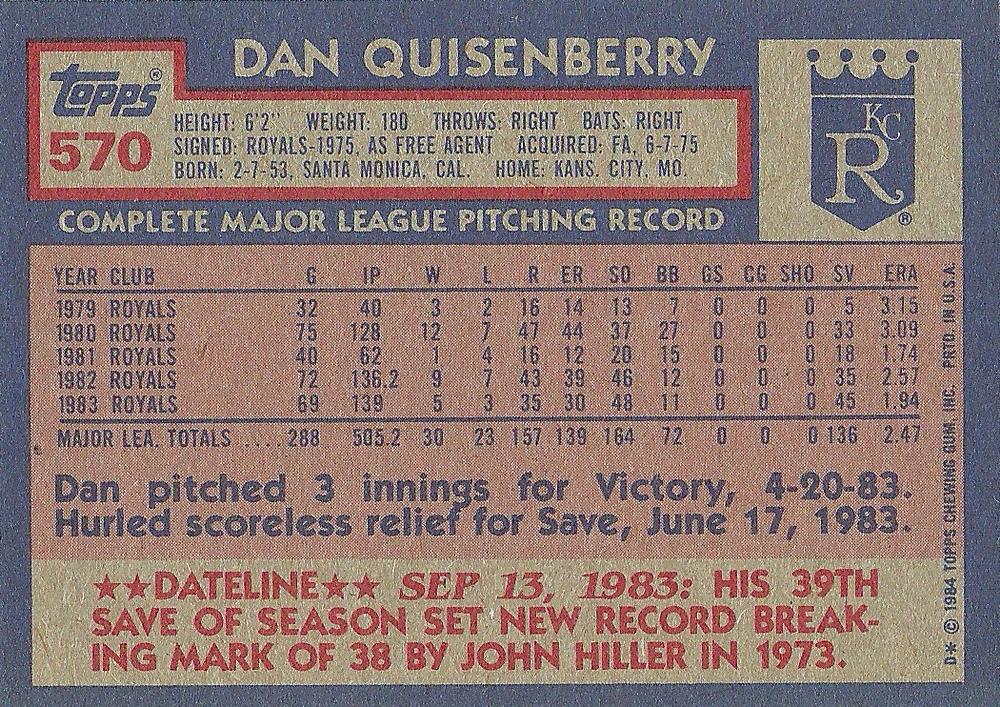 DAN QUISENBERRY
Topps®
570
HEIGHT: 6'2" WEIGHT: 180 THROWS: RIGHT BATS: RIGHT
SIGNED: ROYALS-1975, AS FREE AGENT ACQUIRED: FA, 6-7-75
BORN: 2-7-53, SANTA MONICA, CAL. HOME: KANS. CITY, MO.
KC
R
®
COMPLETE MAJOR LEAGUE PITCHING RECORD
YEAR CLUB G IP W L R ER SO BB GS CG SHO SV ERA
1979 ROYALS 32 40 3 2 16 14 13 7 0 0 0 5 3.15
1980 ROYALS 75 128 12 7 47 44 37 27 0 0 0 33 3.09
1981 ROYALS 40 62 1 4 16 12 20 15 0 0 0 18 1.74
1982 ROYALS 72 136.2 9 7 43 39 46 12 0 0 0 35 2.57
1983 ROYALS 69 139 5 3 35 30 48 11 0 0 0 45 1.94
MAJOR LEA. TOTALS ....288 505.2 30 23 157 139 164 72 0 0 0 136 2.47
Dan pitched 3 innings for Victory, 4-20-83.
Hurled scoreless relief for Save, June 17, 1983.
★★DATELINE★★ SEP 13, 1983: HIS 39TH
SAVE OF SEASON SET NEW RECORD BREAK-
ING MARK OF 38 BY JOHN HILLER IN 1973.
D* © 1984 TOPPS CHEWING GUM, INC. PRTD. IN U.S.A.